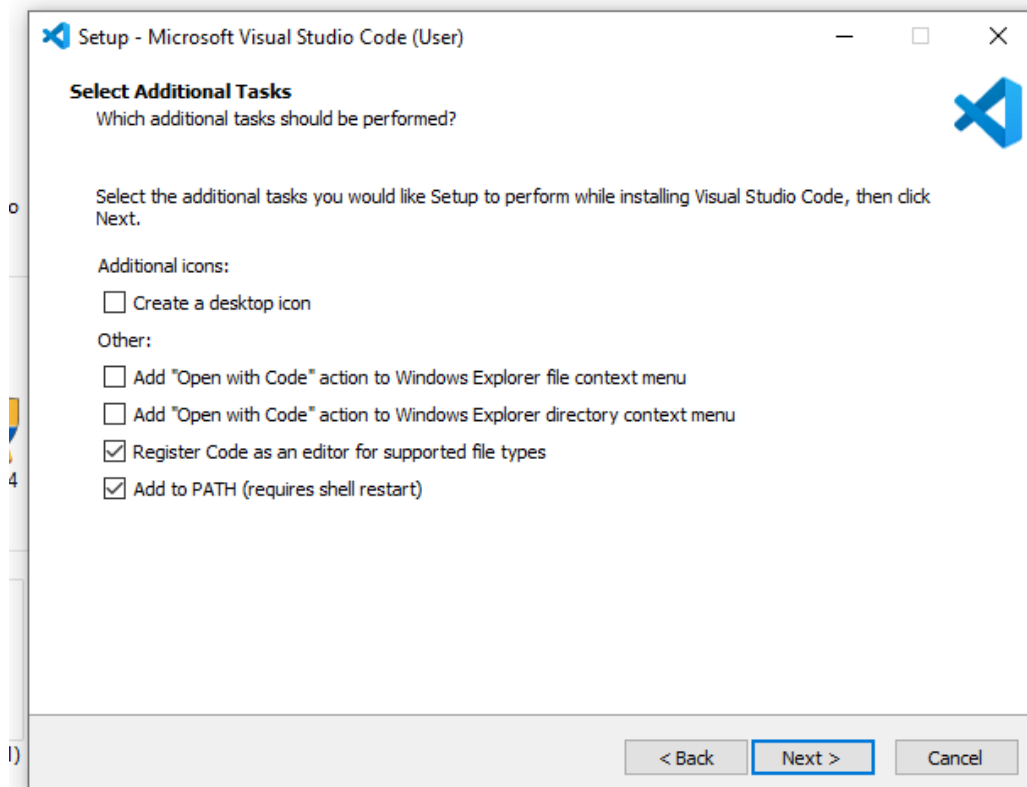 Setup - Microsoft Visual Studio Code (User)
Select Additional Tasks
Which additional tasks should be performed?
Select the additional tasks you would like Setup to perform while installing Visual Studio Code, then click
Next.
o
Additional icons:
Create a desktop icon
Other:
Add "Open with Code" action to Windows Explorer file context menu
Add "Open with Code" action to Windows Explorer directory context menu
Register Code as an editor for supported file types
4
Add to PATH (requires shell restart)
< Back
Next >
Cancel